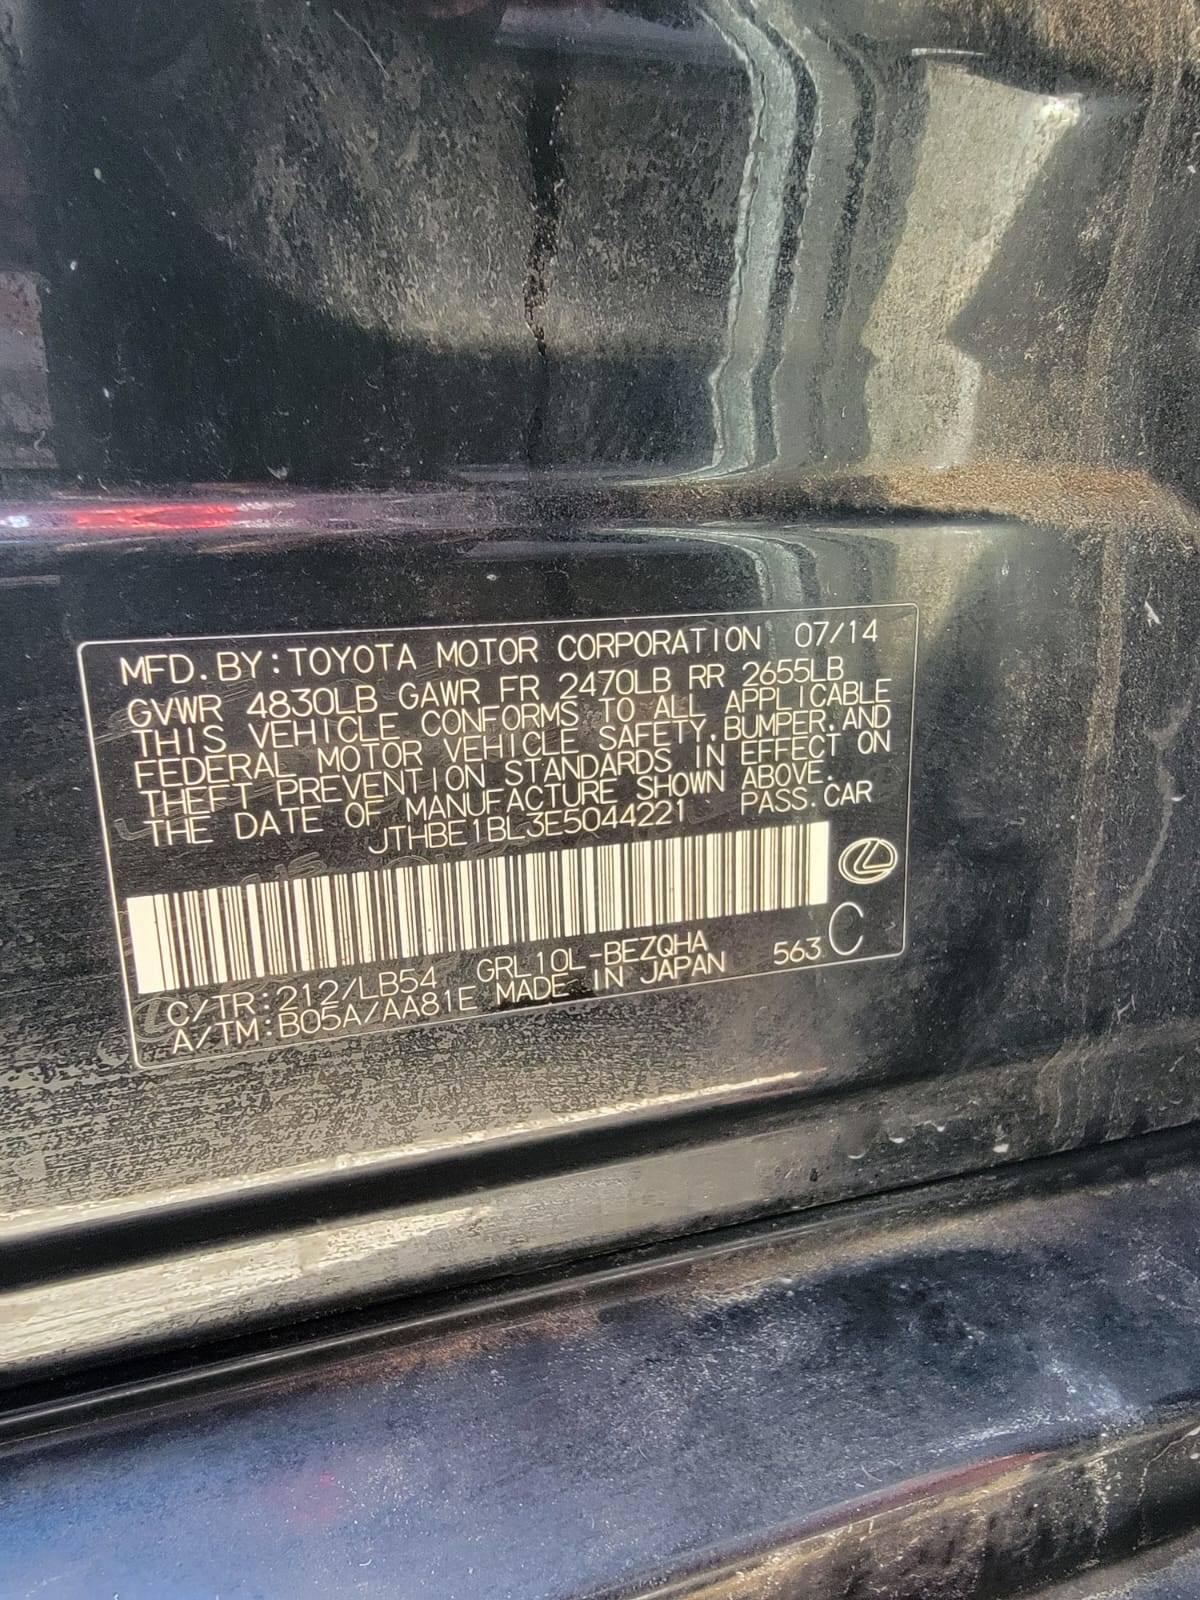 MFD. BY: TOYOTA MOTOR CORPORATION 07/14
GVWR 4830LB GAWR FR 2470LB RR 2655LB
THIS VEHICLE CONFORMS TO ALL APPLICABLE
FEDERAL MOTOR VEHICLE SAFETY, BUMPER, AND
THEFT PREVENTION STANDARDS IN EFFECT ON
THE DATE OF MANUFACTURE SHOWN ABOVE.
JTHBE1BL3E5044221 PASS. CAR
C/TR: 212/LB54 GRL10L-BEZQHA
A/TM: B05A/AA81E MADE IN JAPAN 563 C